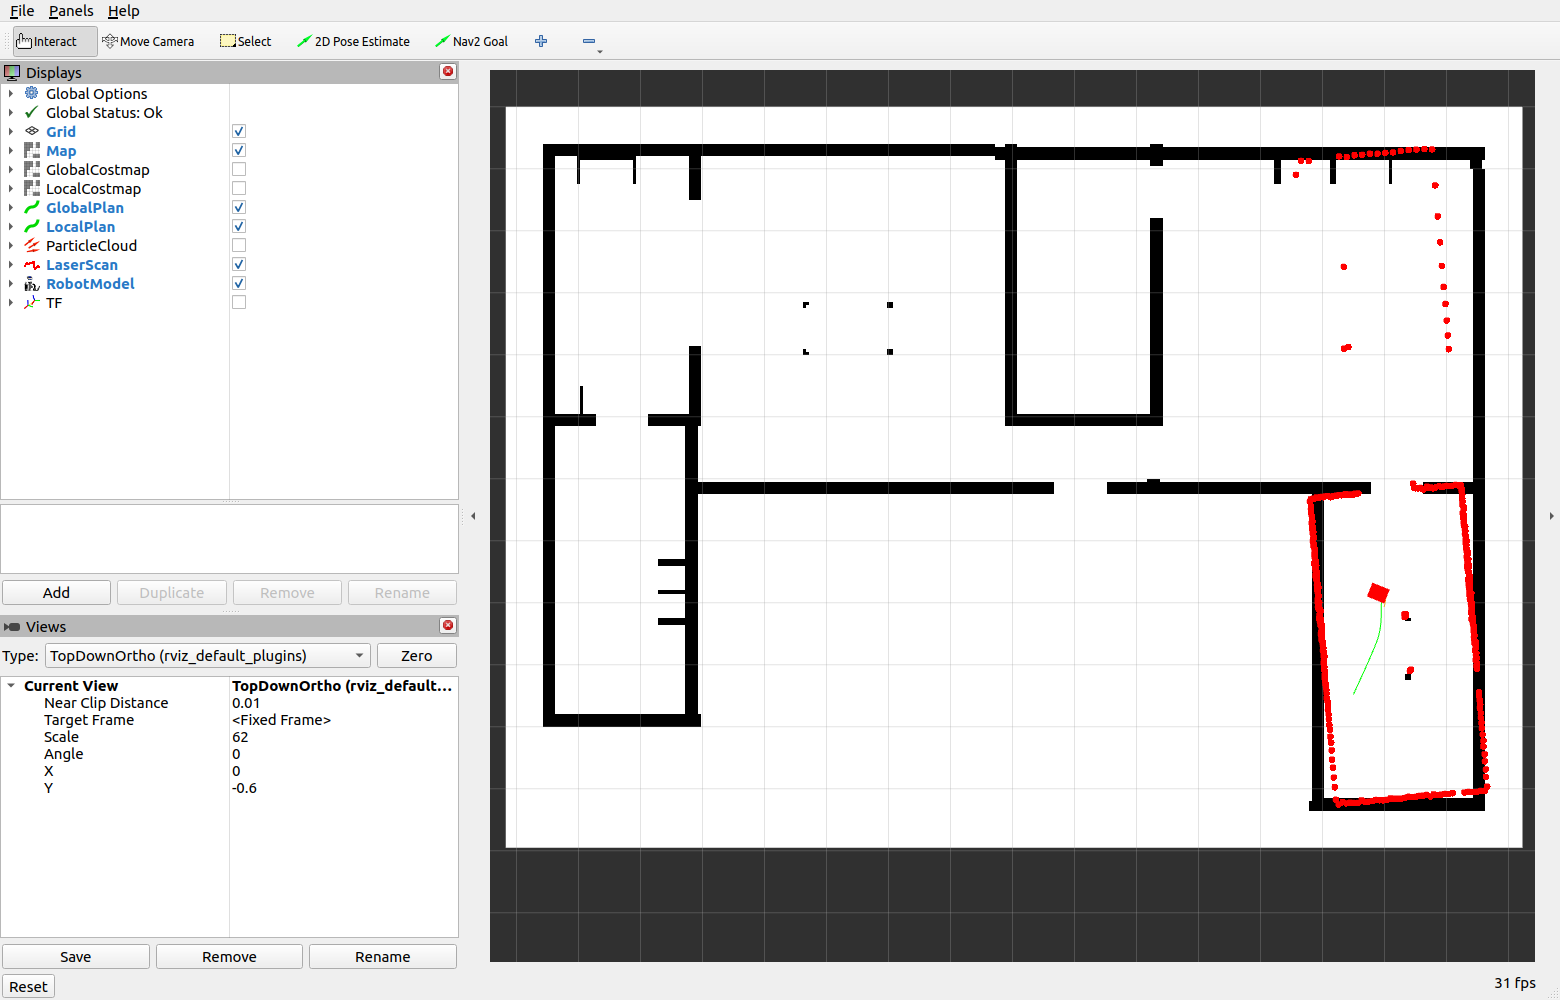 File Panels Help
Interact Move Camera Select 2D Pose Estimate Nav2 Goal
Displays
Global Options
Global Status: Ok
Grid
Map
GlobalCostmap
LocalCostmap
GlobalPlan
LocalPlan
ParticleCloud
LaserScan
RobotModel
TF
Add Duplicate Remove Rename
Views
Type: TopDownOrtho (rviz_default_plugins) Zero
Current View TopDownOrtho (rviz_default...
Near Clip Distance 0.01
Target Frame <Fixed Frame>
Scale 62
Angle 0
X 0
Y -0.6
Save Remove Rename
Reset 31 fps